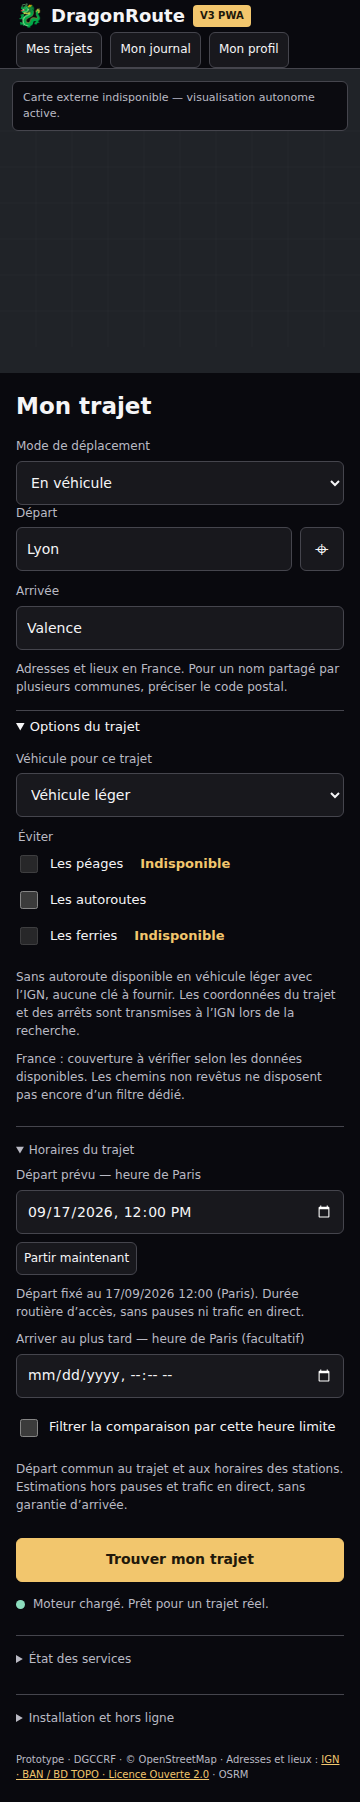 DragonRoute V3 PWA
Mes trajets Mon journal Mon profil
Carte externe indisponible — visualisation autonome
active.
Mon trajet
Mode de déplacement
En véhicule
Départ
Lyon
Arrivée
Valence
Adresses et lieux en France. Pour un nom partagé par
plusieurs communes, préciser le code postal.
Options du trajet
Véhicule pour ce trajet
Véhicule léger
Éviter
Les péages Indisponible
Les autoroutes
Les ferries Indisponible
Sans autoroute disponible en véhicule léger avec
l’IGN, aucune clé à fournir. Les coordonnées du trajet
et des arrêts sont transmises à l’IGN lors de la
recherche.
France : couverture à vérifier selon les données
disponibles. Les chemins non revêtus ne disposent
pas encore d’un filtre dédié.
Horaires du trajet
Départ prévu — heure de Paris
09/17/2026, 12:00 PM
Partir maintenant
Départ fixé au 17/09/2026 12:00 (Paris). Durée
routière d’accès, sans pauses ni trafic en direct.
Arriver au plus tard — heure de Paris (facultatif)
mm/dd/yyyy, --:-- --
Filtrer la comparaison par cette heure limite
Départ commun au trajet et aux horaires des stations.
Estimations hors pauses et trafic en direct, sans
garantie d’arrivée.
Trouver mon trajet
Moteur chargé. Prêt pour un trajet réel.
État des services
Installation et hors ligne
Prototype · DGCCRF · © OpenStreetMap · Adresses et lieux : IGN
· BAN / BD TOPO · Licence Ouverte 2.0 · OSRM